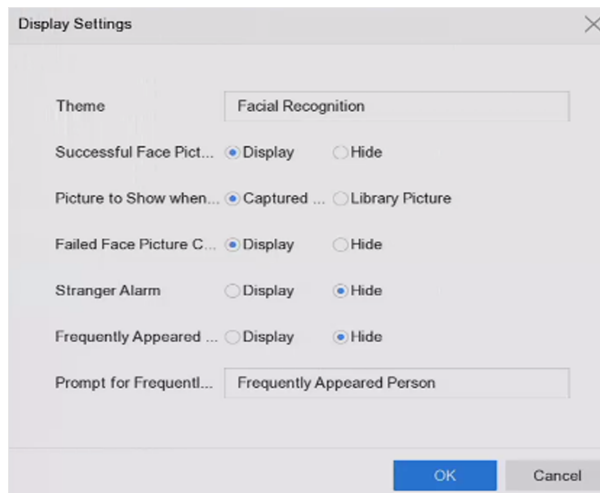 Display Settings
Theme Facial Recognition
Successful Face Pict... Display Hide
Picture to Show when... Captured ... Library Picture
Failed Face Picture C... Display Hide
Stranger Alarm Display Hide
Frequently Appeared ... Display Hide
Prompt for Frequentl... Frequently Appeared Person
OK Cancel